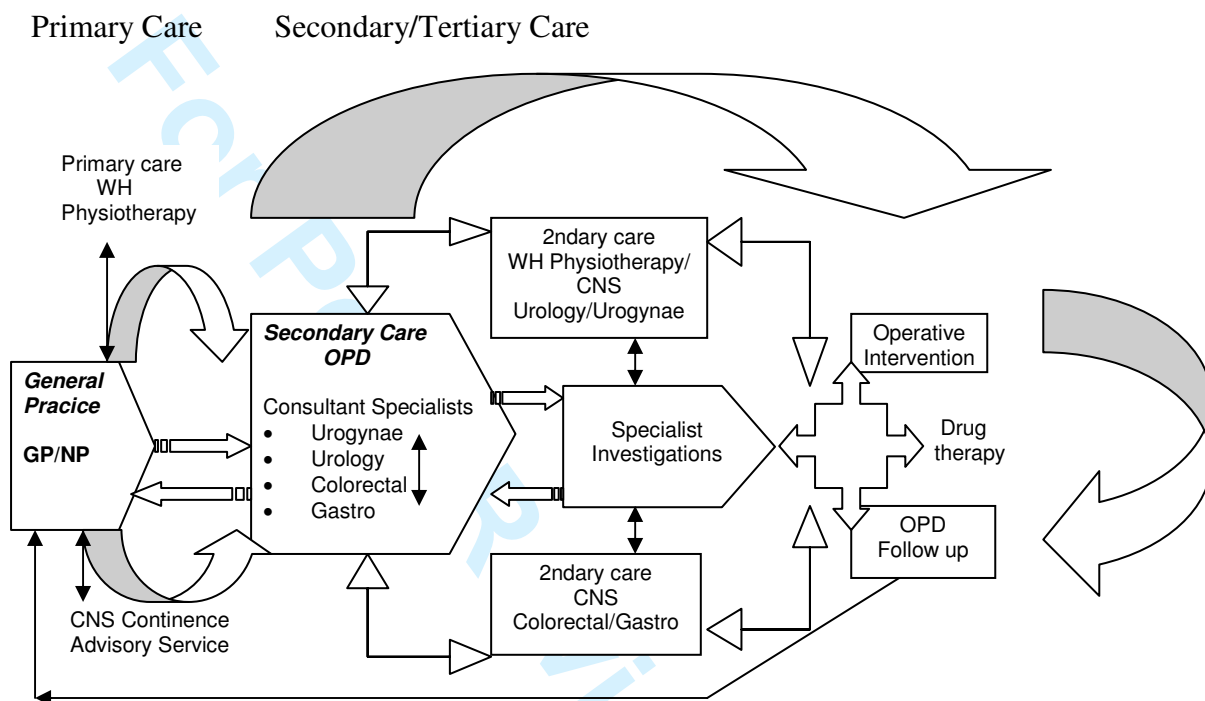 Primary Care Secondary/Tertiary Care
Primary care
WH
Physiotherapy
General
Pracice
GP/NP
CNS Continence
Advisory Service
Secondary Care
OPD
Consultant Specialists
• Urogynae
• Urology
• Colorectal
• Gastro
2ndary care
WH Physiotherapy/
CNS
Urology/Urogynae
Specialist
Investigations
2ndary care
CNS
Colorectal/Gastro
Operative
Intervention
Drug
therapy
OPD
Follow up